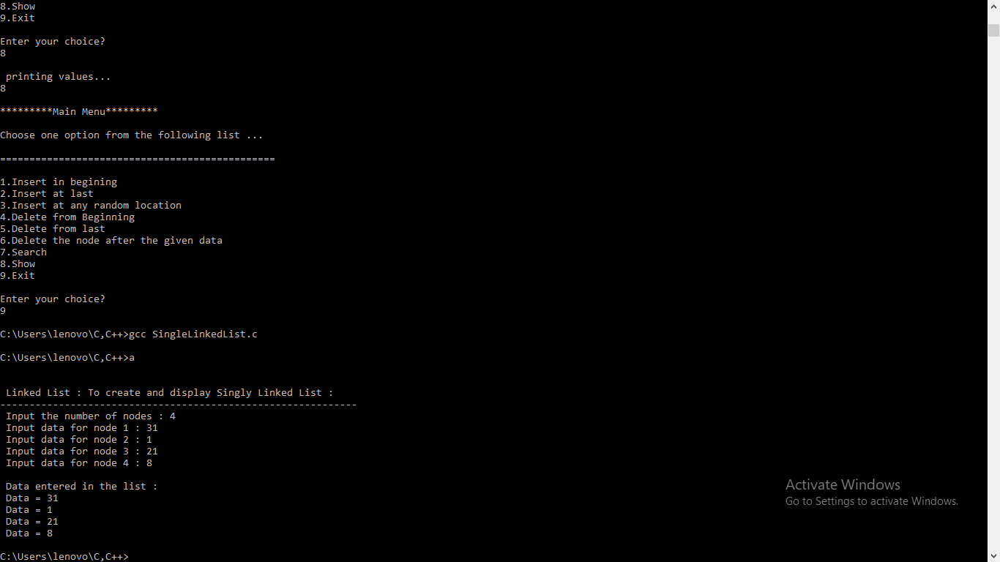 8.Show
9.Exit
Enter your choice?
8
printing values...
8
*********Main Menu*********
Choose one option from the following list ...
===============================================
1.Insert in begining
2.Insert at last
3.Insert at any random location
4.Delete from Beginning
5.Delete from last
6.Delete the node after the given data
7.Search
8.Show
9.Exit
Enter your choice?
9
C:\Users\lenovo\C,C++>gcc SingleLinkedList.c
C:\Users\lenovo\C,C++>a
Linked List : To create and display Singly Linked List :
-------------------------------------------------------------
Input the number of nodes : 4
Input data for node 1 : 31
Input data for node 2 : 1
Input data for node 3 : 21
Input data for node 4 : 8
Data entered in the list :
Data = 31
Data = 1
Data = 21
Data = 8
C:\Users\lenovo\C,C++>
Activate Windows
Go to Settings to activate Windows.